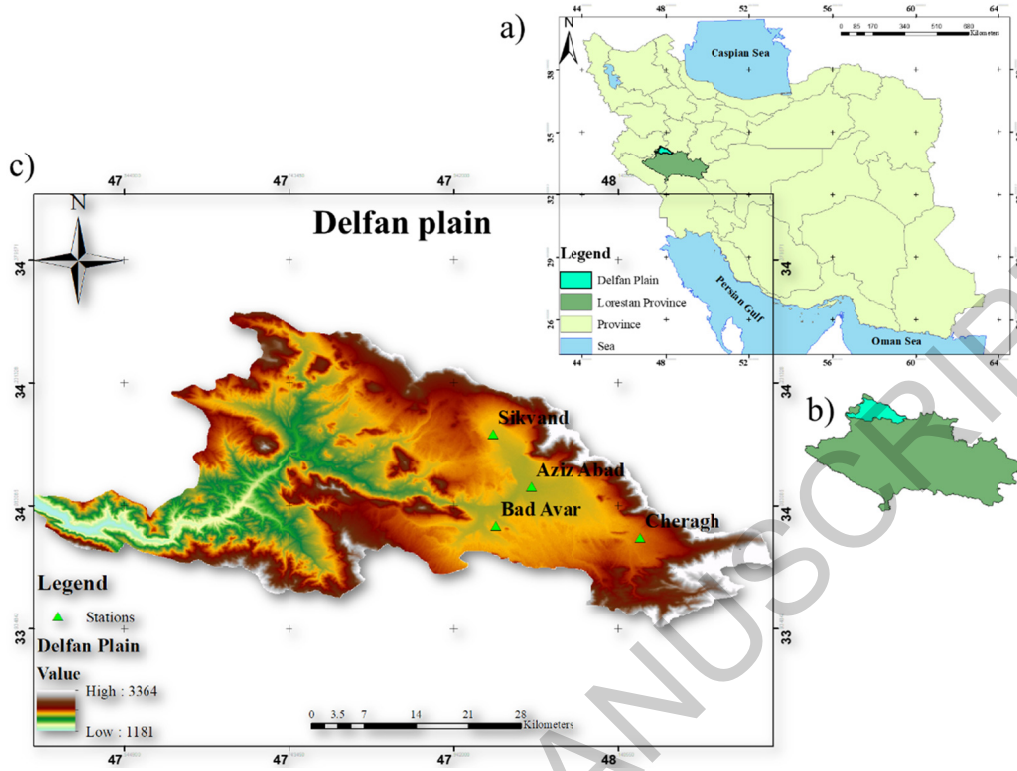 a)
44 48 52 56 60 64
N
0 85 170 340 510 680
Kilometers
Caspian Sea
38
35
32
29
26
Legend
Delfan Plain
Lorestan Province
Province
Sea
Persian Gulf
Oman Sea
44 48 52 56 60 64
b)
c)
47 47 47 48
N
Delfan plain
34 34
34 34
34 34
33 33
Sikvand
Aziz Abad
Bad Avar
Cheragh
Legend
Stations
Delfan Plain
Value
High : 3364
Low : 1181
0 3.5 7 14 21 28
Kilometers
47 47 47 48
ANUSCRIP